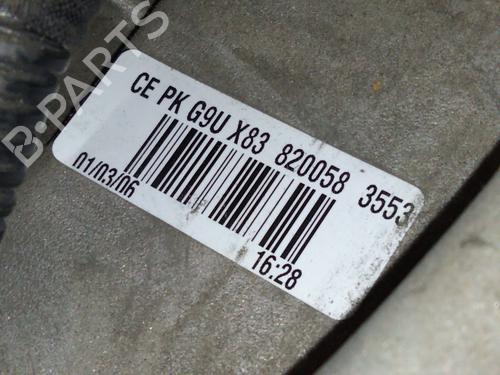 B-PARTS
CE PK G9U X83 820058 3553
01/03/06
16:28